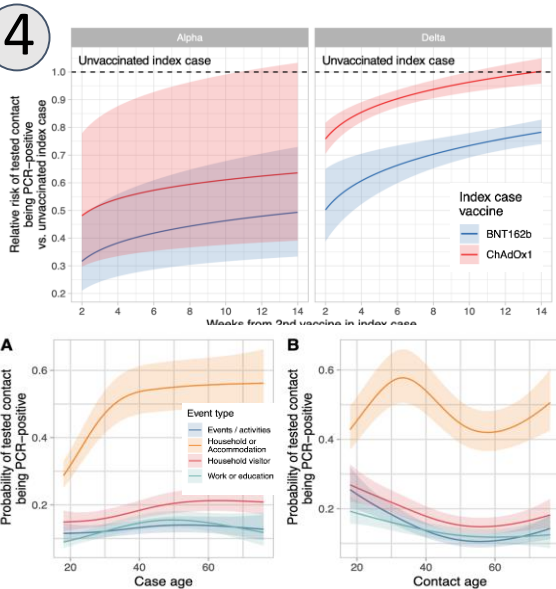 4
Alpha
Delta
Unvaccinated index case
Unvaccinated index case
Relative risk of tested contact
being PCR-positive
vs. unvaccinated index case
1.0
0.9
0.8
0.7
0.6
0.5
0.4
0.3
0.2
2 4 6 8 10 12 14
2 4 6 8 10 12 14
Weeks from 2nd vaccine in index case
Index case
vaccine
BNT162b
ChAdOx1
A
Probability of tested contact
being PCR-positive
0.6
0.4
0.2
Event type
Events / activities
Household or
Accommodation
Household visitor
Work or education
20 40 60
Case age
B
Probability of tested contact
being PCR-positive
0.6
0.4
0.2
20 40 60
Contact age